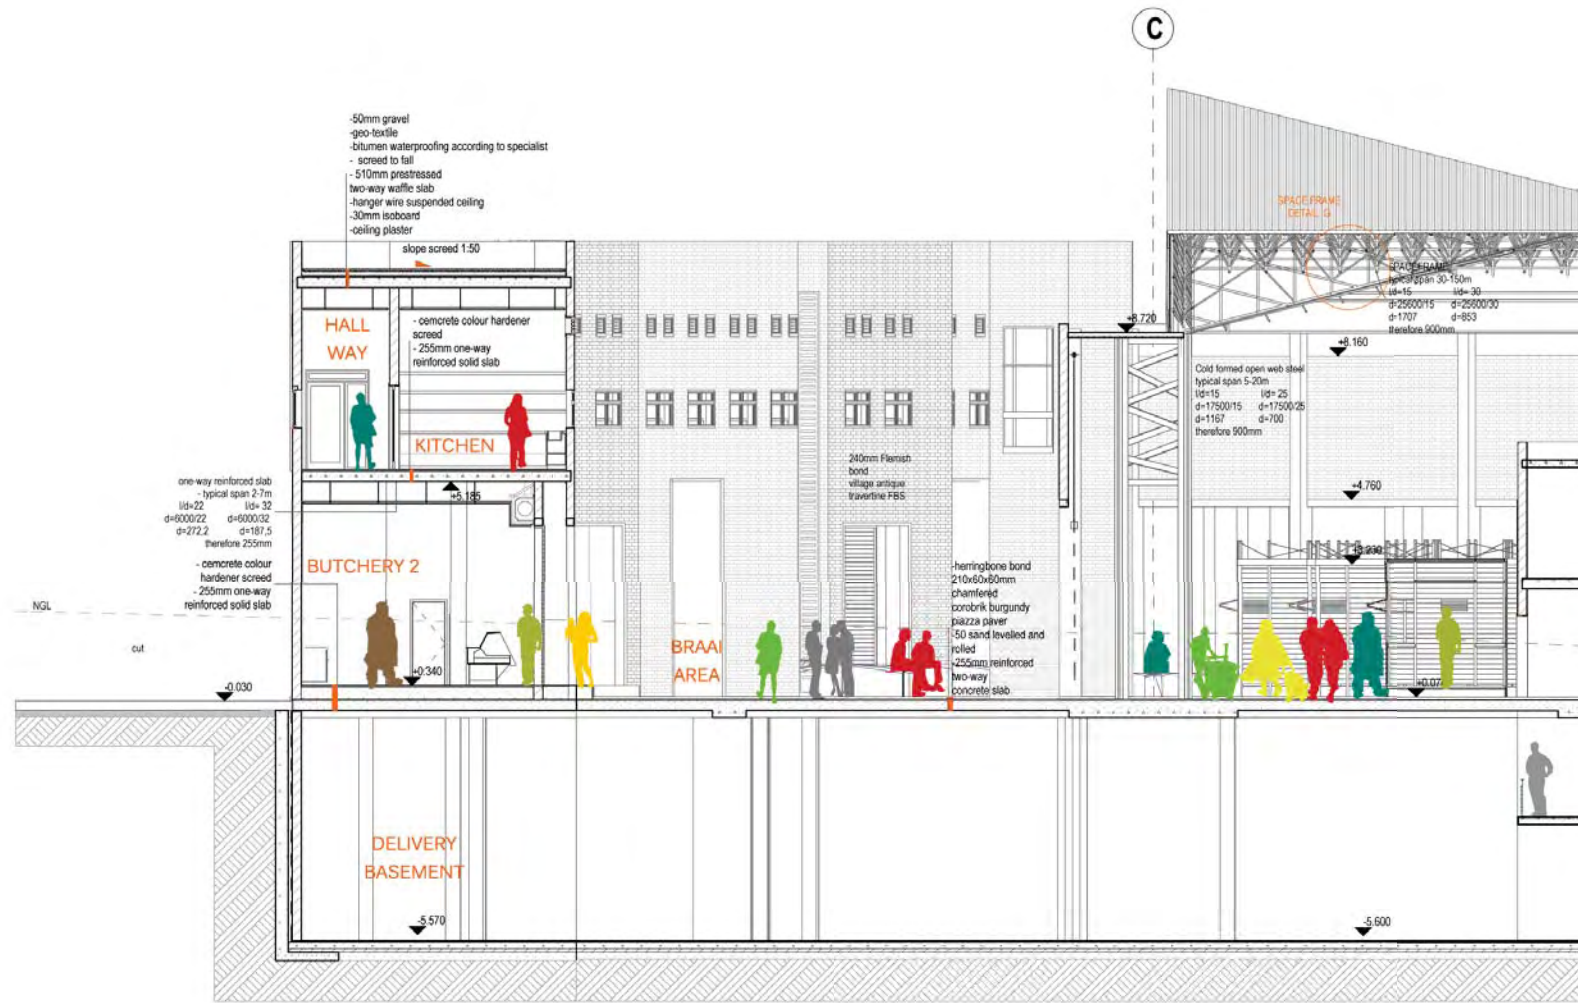 C
-50mm gravel
-geo-textile
-bitumen waterproofing according to specialist
- screed to fall
- 510mm prestressed
two-way waffle slab
-hanger wire suspended ceiling
-30mm isoboard
-ceiling plaster
slope screed 1:50
SPACE FRAME
DETAIL G
SPACEFRAME
typical span 30-150m
l/d=15 l/d= 30
d=25600/15 d=25600/30
d=1707 d=853
therefore 900mm
HALL
WAY
- cemcrete colour hardener
screed
- 255mm one-way
reinforced solid slab
+8.720
+8.160
Cold formed open web steel
typical span 5-20m
l/d=15 l/d= 25
d=17500/15 d=17500/25
d=1167 d=700
therefore 900mm
KITCHEN
240mm Flemish
bond
village antique
travertine FBS
one-way reinforced slab
- typical span 2-7m
l/d=22 l/d= 32
d=6000/22 d=6000/32
d=272,2 d=187,5
therefore 255mm
+5.185
+4.760
- cemcrete colour
hardener screed
- 255mm one-way
reinforced solid slab
BUTCHERY 2
+3.230
-herringbone bond
210x60x60mm
chamfered
corobrik burgundy
piazza paver
-50 sand levelled and
rolled
-255mm reinforced
two-way
concrete slab
NGL
cut
BRAAI
AREA
+0.340
-0.030
+0.07
DELIVERY
BASEMENT
-5.570
-5.600